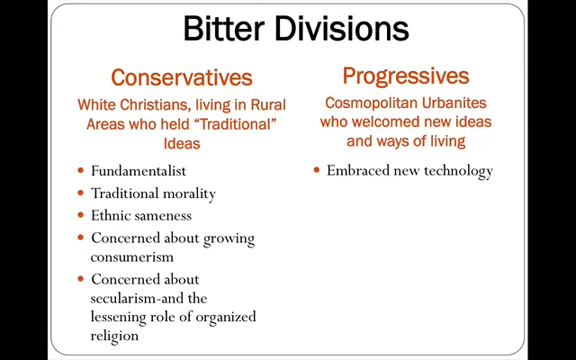 Bitter Divisions
Conservatives
White Christians, living in Rural
Areas who held “Traditional”
Ideas
• Fundamentalist
• Traditional morality
• Ethnic sameness
• Concerned about growing
consumerism
• Concerned about
secularism-and the
lessening role of organized
religion
Progressives
Cosmopolitan Urbanites
who welcomed new ideas
and ways of living
• Embraced new technology